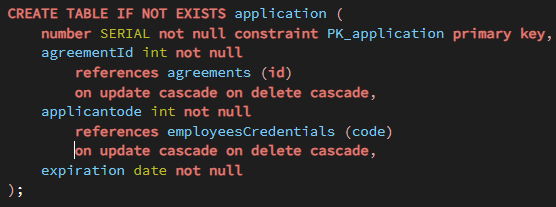 CREATE TABLE IF NOT EXISTS application (
number SERIAL not null constraint PK_application primary key,
agreementId int not null
references agreements (id)
on update cascade on delete cascade,
applicantode int not null
references employeesCredentials (code)
on update cascade on delete cascade,
expiration date not null
);